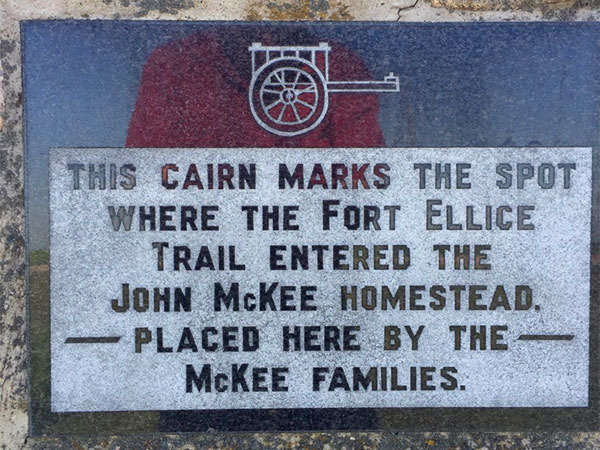 THIS CAIRN MARKS THE SPOT
WHERE THE FORT ELLICE
TRAIL ENTERED THE
JOHN McKEE HOMESTEAD.
— PLACED HERE BY THE —
McKEE FAMILIES.